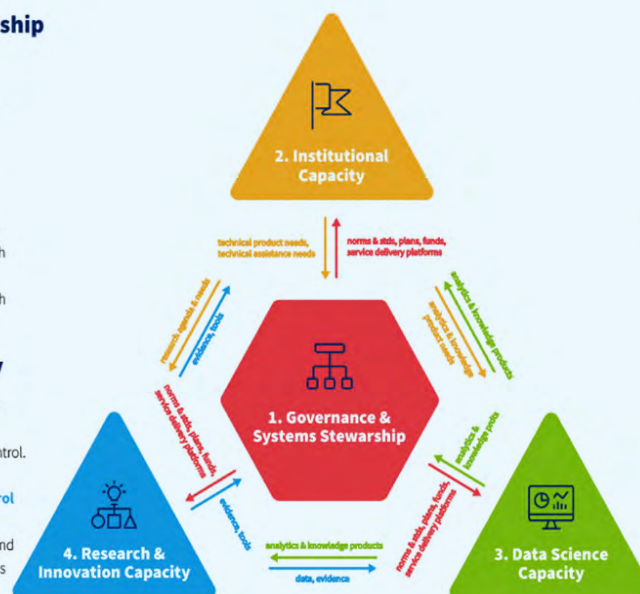 ship
2. Institutional
Capacity
h
technical product needs,
technical assistance needs
norms & stds, plans, funds,
service delivery platforms
h
research agenda & needs
evidence, tools
analytics & knowledge products
analytics & knowledge
product needs
y
norms & stds, plans, funds,
service delivery platforms
1. Governance &
Systems Stewarship
analytics &
knowledge prods
ntrol.
rol
evidence, tools
norms & stds, plans, funds,
service delivery platforms
nd
s
4. Research &
Innovation Capacity
analytics & knowledge products
data, evidence
3. Data Science
Capacity